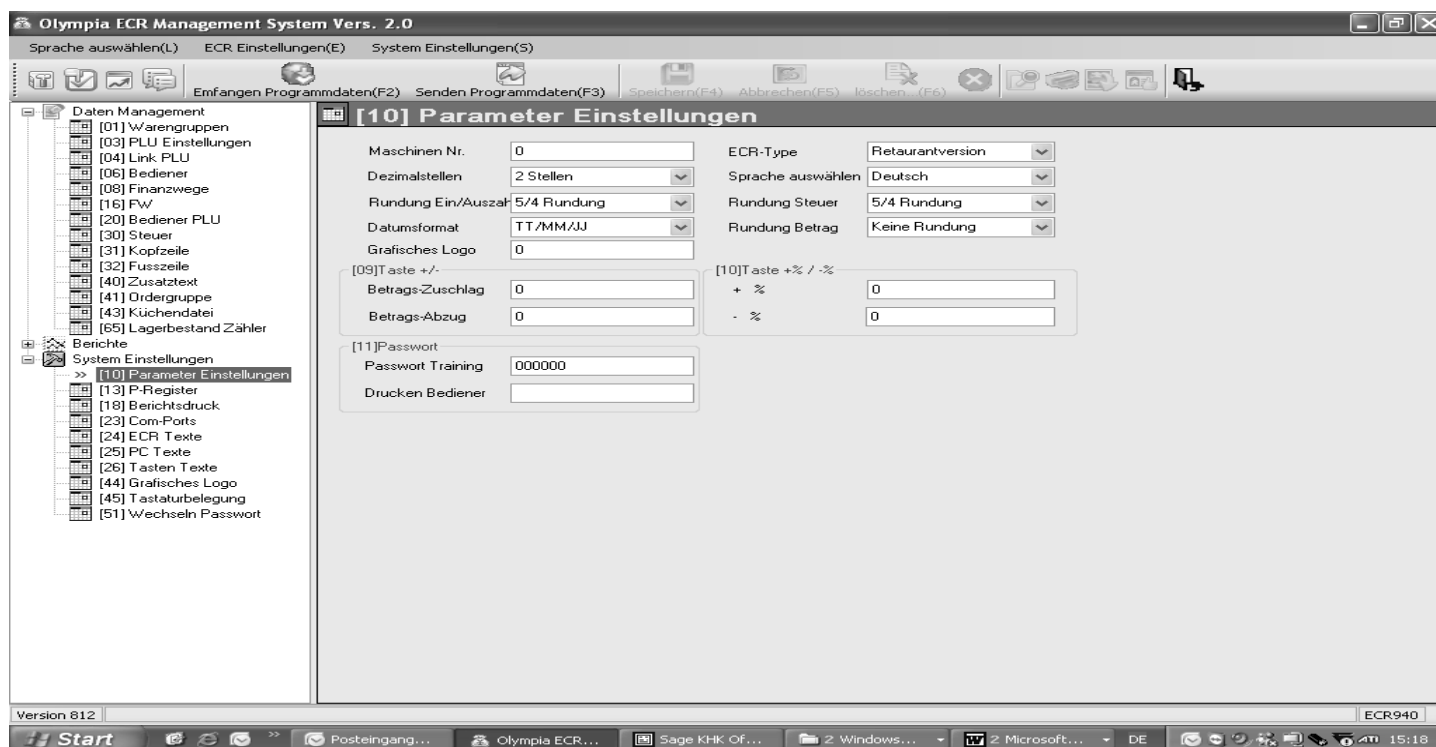 Olympia ECR Management System Vers. 2.0
Sprache auswählen(L) ECR Einstellungen(E) System Einstellungen(S)
Emfangen Programmdaten(F2) Senden Programmdaten(F3) Speichern(F4) Abbrechen(F5) löschen...(F6)
Daten Management
[01] Warengruppen
[03] PLU Einstellungen
[04] Link PLU
[06] Bediener
[08] Finanzwege
[16] FW
[20] Bediener PLU
[30] Steuer
[31] Kopfzeile
[32] Fusszeile
[40] Zusatztext
[41] Ordergruppe
[43] Küchendatei
[65] Lagerbestand Zähler
Berichte
System Einstellungen
>> [10] Parameter Einstellungen
[13] P-Register
[18] Berichtsdruck
[23] Com-Ports
[24] ECR Texte
[25] PC Texte
[26] Tasten Texte
[44] Grafisches Logo
[45] Tastaturbelegung
[51] Wechseln Passwort
[10] Parameter Einstellungen
Maschinen Nr. 0 ECR-Type Retaurantversion
Dezimalstellen 2 Stellen Sprache auswählen Deutsch
Rundung Ein/Auszah 5/4 Rundung Rundung Steuer 5/4 Rundung
Datumsformat TT/MM/JJ Rundung Betrag Keine Rundung
Grafisches Logo 0
[09]Taste +/- [10]Taste +% / -%
Betrags-Zuschlag 0 + % 0
Betrags-Abzug 0 - % 0
[11]Passwort
Passwort Training 000000
Drucken Bediener
Version 812 ECR940
Start >> Posteingang... Olympia ECR... Sage KHK Of... 2 Windows... 2 Microsoft... DE ATI 15:18